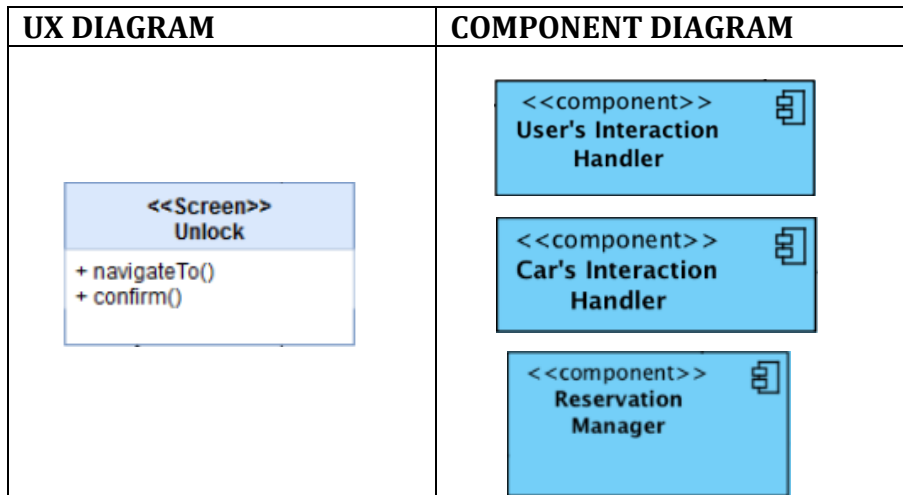 UX DIAGRAM
COMPONENT DIAGRAM
<<Screen>>
Unlock
+ navigateTo()
+ confirm()
<<component>>
User's Interaction
Handler
<<component>>
Car's Interaction
Handler
<<component>>
Reservation
Manager